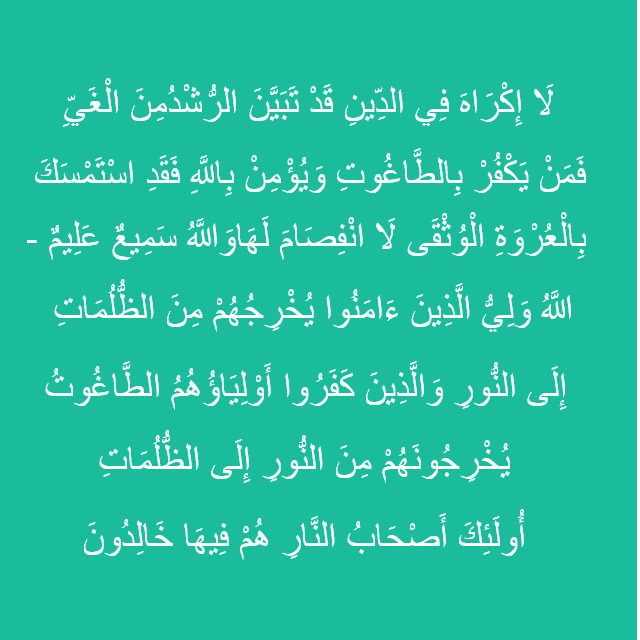 لَا إِكْرَاهَ فِي الدِّينِ قَدْ تَبَيَّنَ الرُّشْدُمِنَ الْغَيِّ
فَمَنْ يَكْفُرْ بِالطَّاغُوتِ وَيُؤْمِنْ بِاللَّهِ فَقَدِ اسْتَمْسَكَ
بِالْعُرْوَةِ الْوُثْقَى لَا انْفِصَامَ لَهَاوَاللَّهُ سَمِيعٌ عَلِيمٌ -
اللَّهُ وَلِيُّ الَّذِينَ ءَامَنُوا يُخْرِجُهُمْ مِنَ الظُّلُمَاتِ
إِلَى النُّورِ وَالَّذِينَ كَفَرُوا أَوْلِيَاؤُهُمُ الطَّاغُوتُ
يُخْرِجُونَهُمْ مِنَ النُّورِ إِلَى الظُّلُمَاتِ
أُولَئِكَ أَصْحَابُ النَّارِ هُمْ فِيهَا خَالِدُونَ